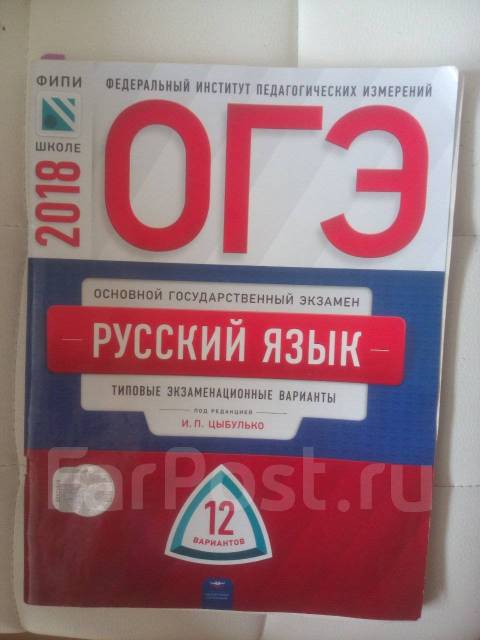 ФИПИ
ШКОЛЕ
2018
ФЕДЕРАЛЬНЫЙ ИНСТИТУТ ПЕДАГОГИЧЕСКИХ ИЗМЕРЕНИЙ
ОГЭ
ОСНОВНОЙ ГОСУДАРСТВЕННЫЙ ЭКЗАМЕН
РУССКИЙ ЯЗЫК
ТИПОВЫЕ ЭКЗАМЕНАЦИОННЫЕ ВАРИАНТЫ
ПОД РЕДАКЦИЕЙ
И. П. ЦЫБУЛЬКО
FarPost.ru
12
ВАРИАНТОВ